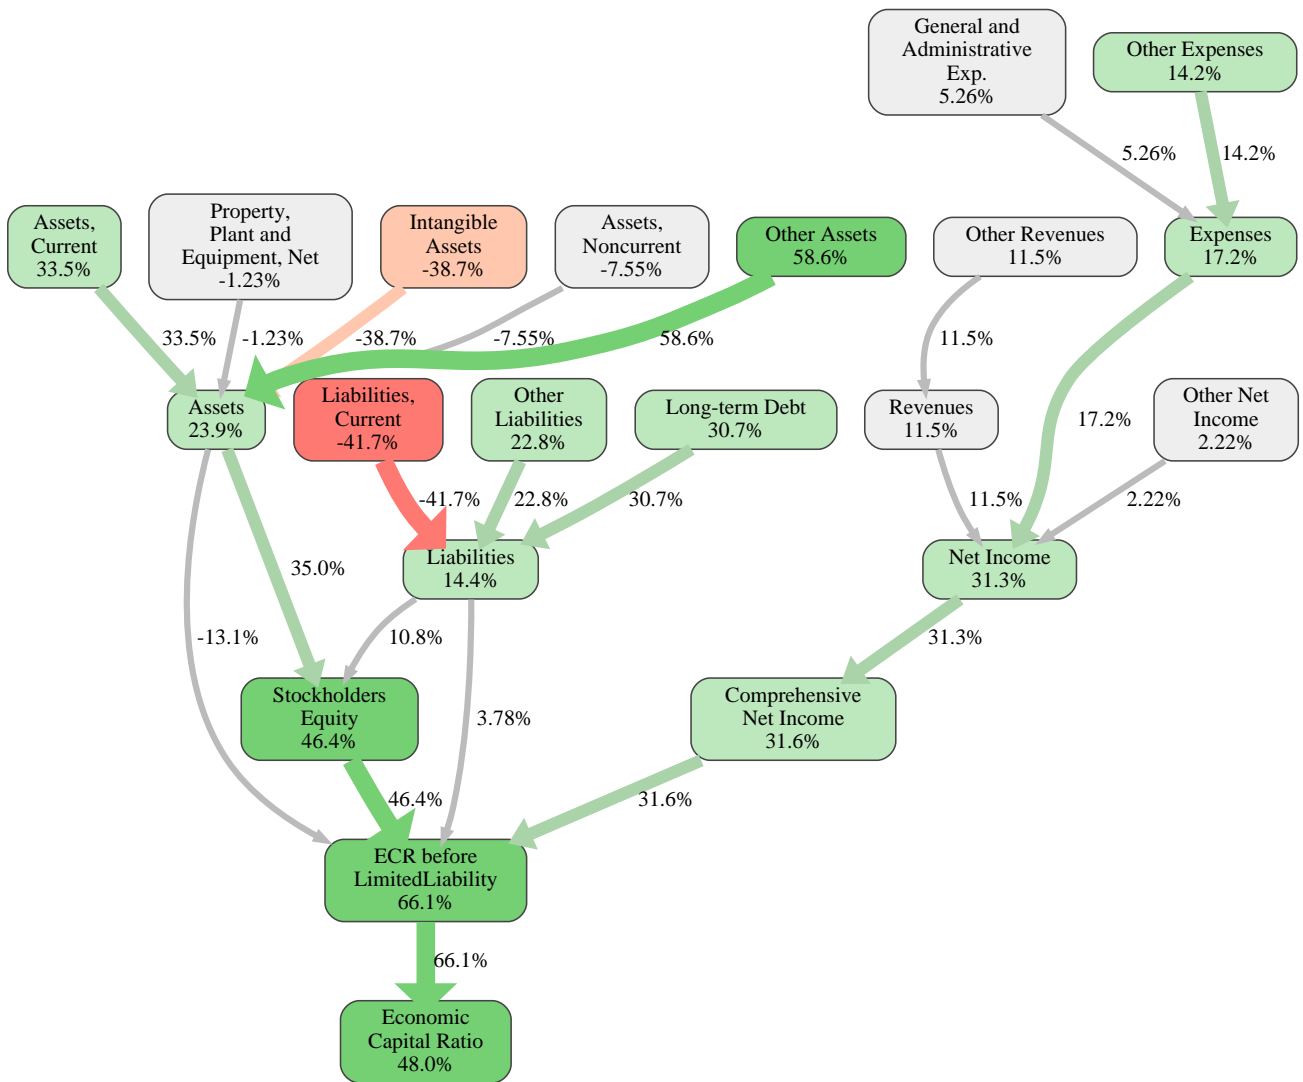 General and
Administrative
Exp.
5.26%
Other Expenses
14.2%
5.26%
14.2%
Assets,
Current
33.5%
Property,
Plant and
Equipment, Net
-1.23%
Intangible
Assets
-38.7%
Assets,
Noncurrent
-7.55%
Other Assets
58.6%
Other Revenues
11.5%
Expenses
17.2%
33.5%
-1.23%
-38.7%
-7.55%
58.6%
11.5%
Assets
23.9%
Liabilities,
Current
-41.7%
Other
Liabilities
22.8%
Long-term Debt
30.7%
Revenues
11.5%
17.2%
Other Net
Income
2.22%
-41.7%
22.8%
30.7%
11.5%
2.22%
35.0%
Liabilities
14.4%
Net Income
31.3%
-13.1%
10.8%
31.3%
Stockholders
Equity
46.4%
3.78%
Comprehensive
Net Income
31.6%
46.4%
31.6%
ECR before
LimitedLiability
66.1%
66.1%
Economic
Capital Ratio
48.0%